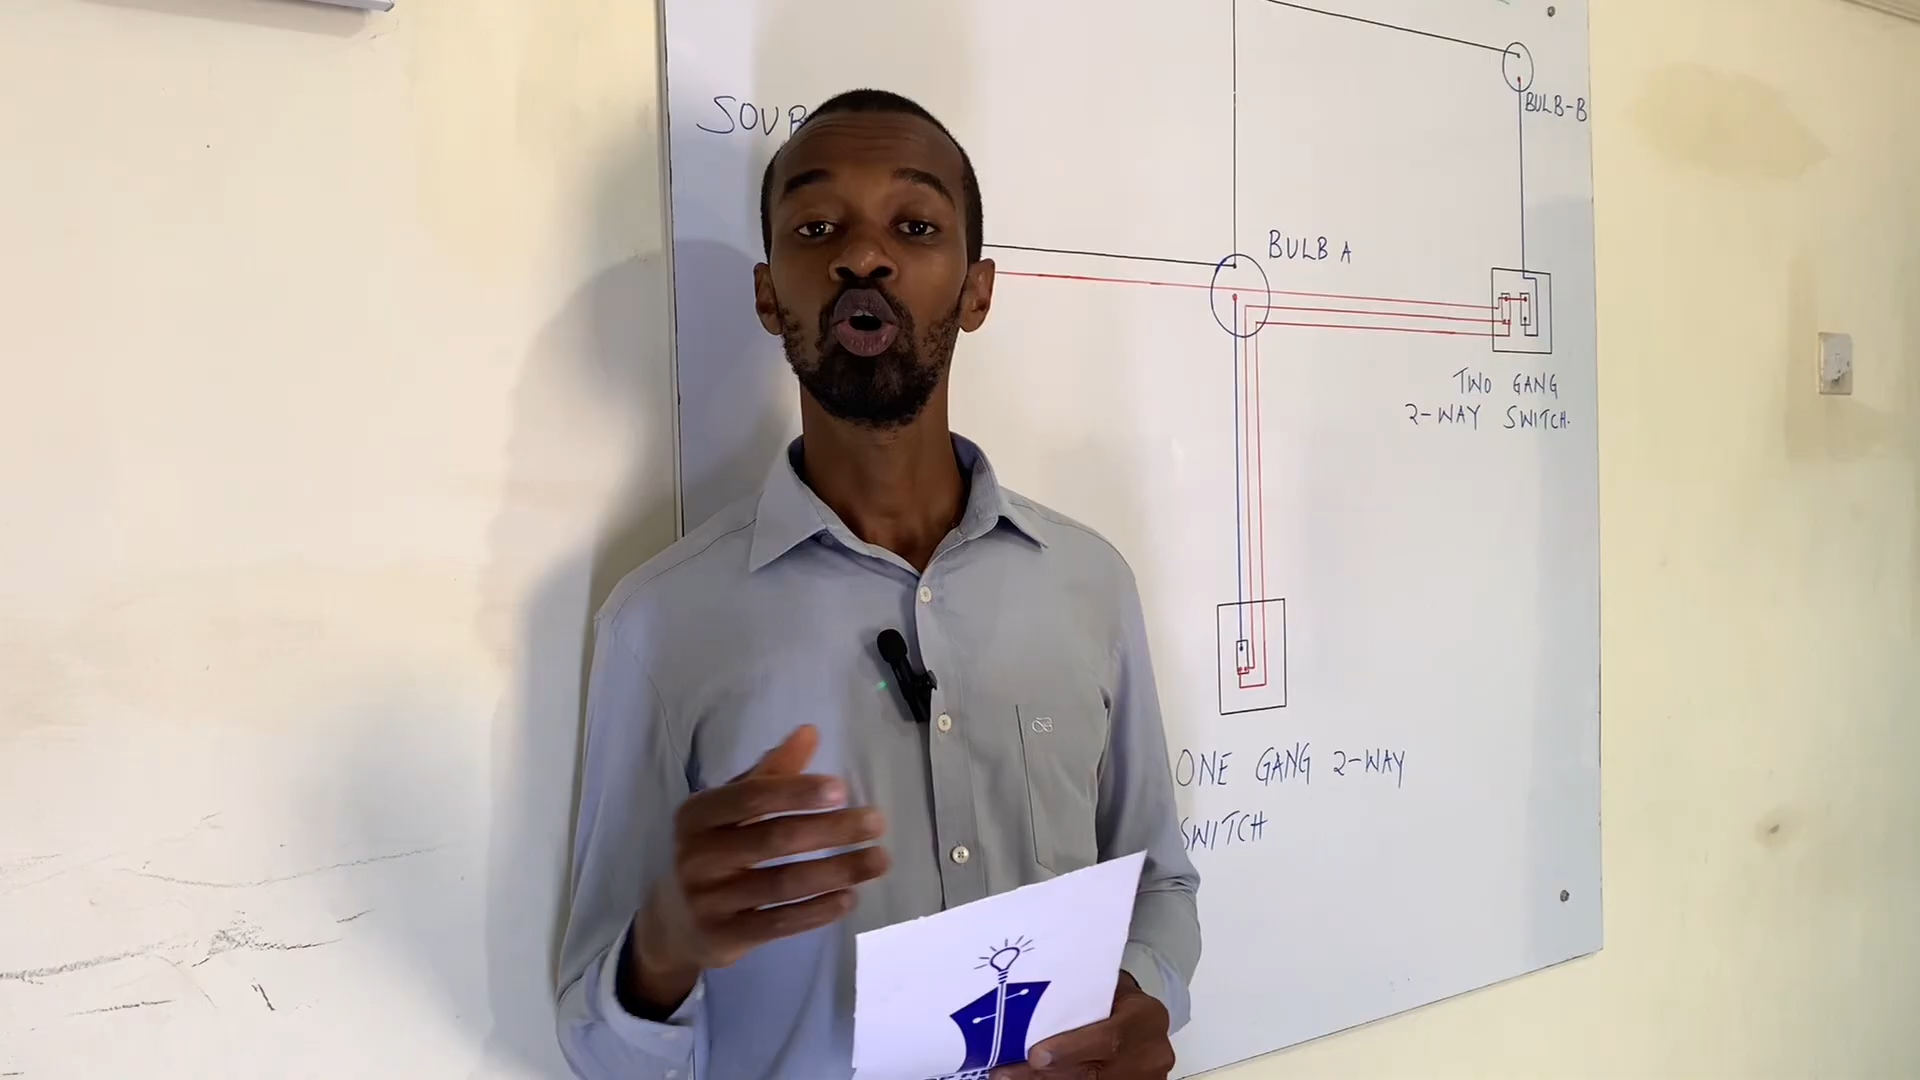 BULB-B
BULB A
TWO GANG
2-WAY SWITCH.
ONE GANG 2-WAY
SWITCH